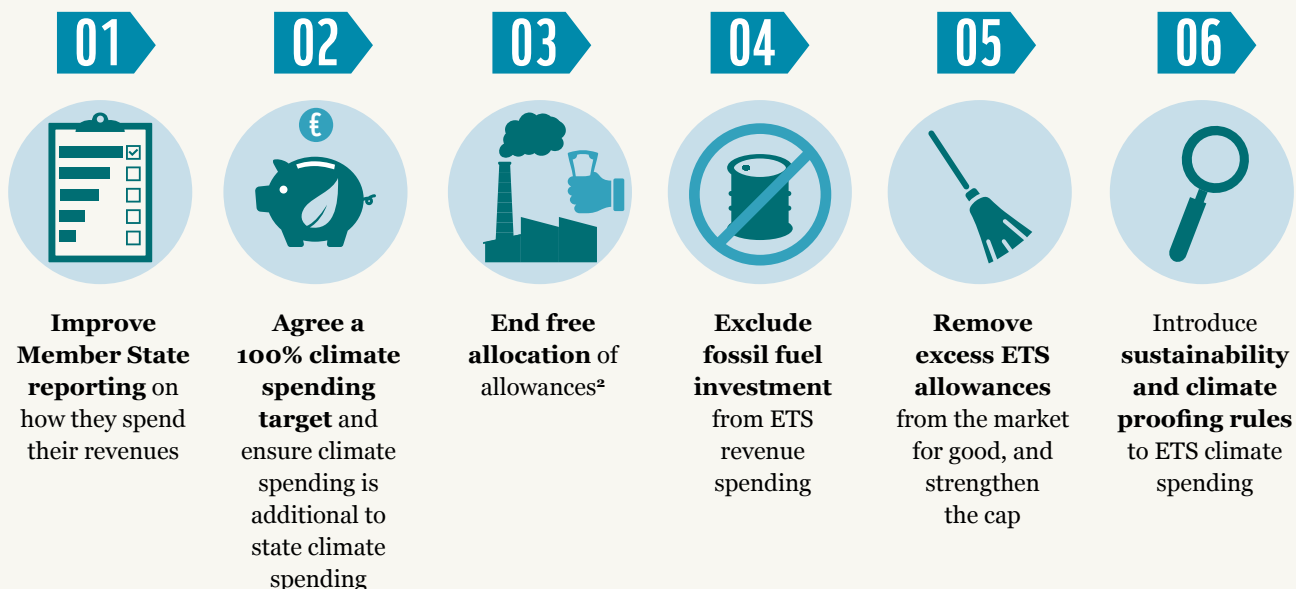 01
Improve
Member State
reporting on
how they spend
their revenues
02
€
Agree a
100% climate
spending
target and
ensure climate
spending is
additional to
state climate
spending
03
End free
allocation of
allowances²
04
Exclude
fossil fuel
investment
from ETS
revenue
spending
05
Remove
excess ETS
allowances
from the market
for good, and
strengthen
the cap
06
Introduce
sustainability
and climate
proofing rules
to ETS climate
spending